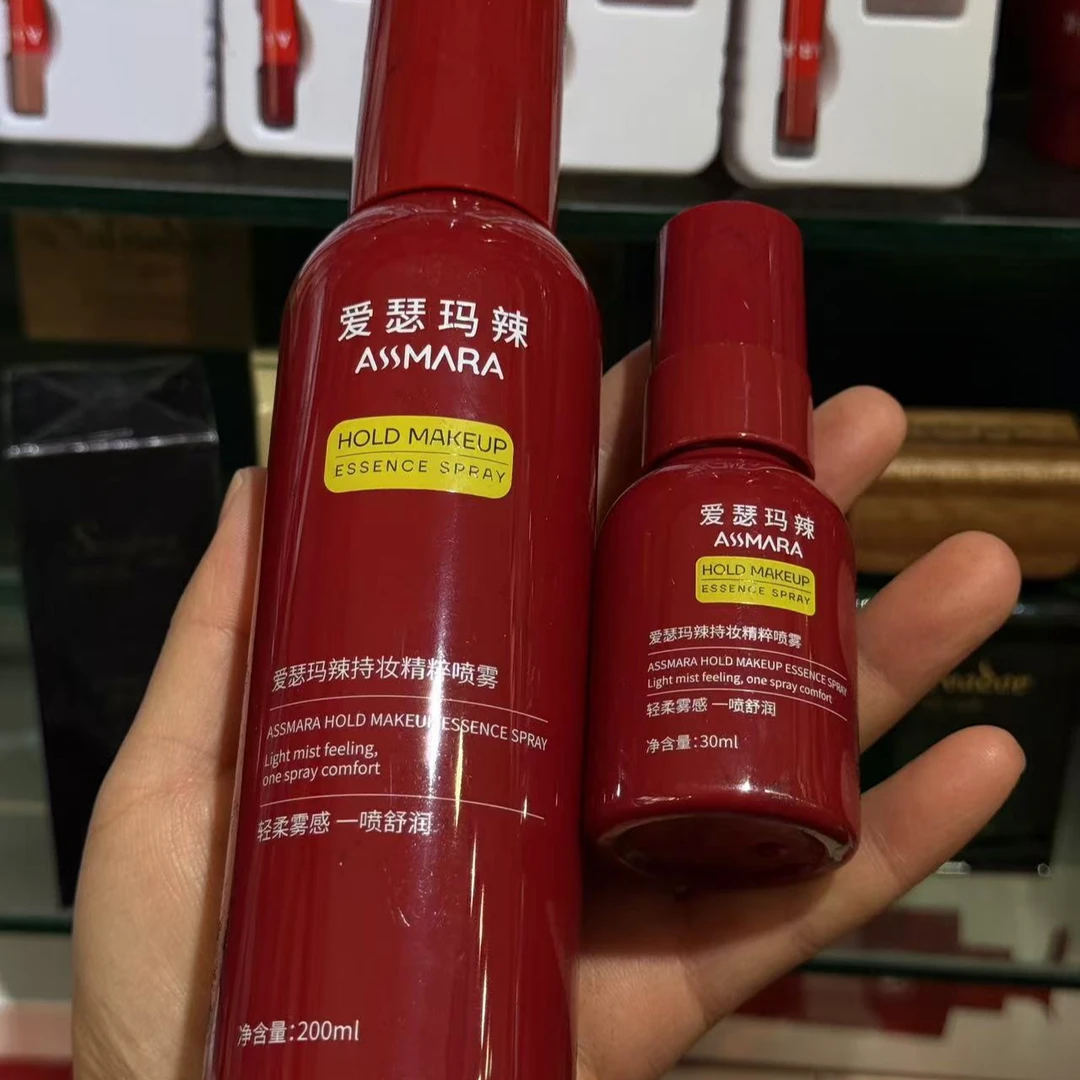 爱瑟玛辣
ASSMARA
HOLD MAKEUP
ESSENCE SPRAY
爱瑟玛辣持妆精粹喷雾
ASSMARA HOLD MAKEUP ESSENCE SPRAY
Light mist feeling,
one spray comfort
轻柔雾感 一喷舒润
净含量:200ml
爱瑟玛辣
ASSMARA
HOLD MAKEUP
ESSENCE SPRAY
爱瑟玛辣持妆精粹喷雾
ASSMARA HOLD MAKEUP ESSENCE SPRAY
Light mist feeling, one spray comfort
轻柔雾感 一喷舒润
净含量:30ml